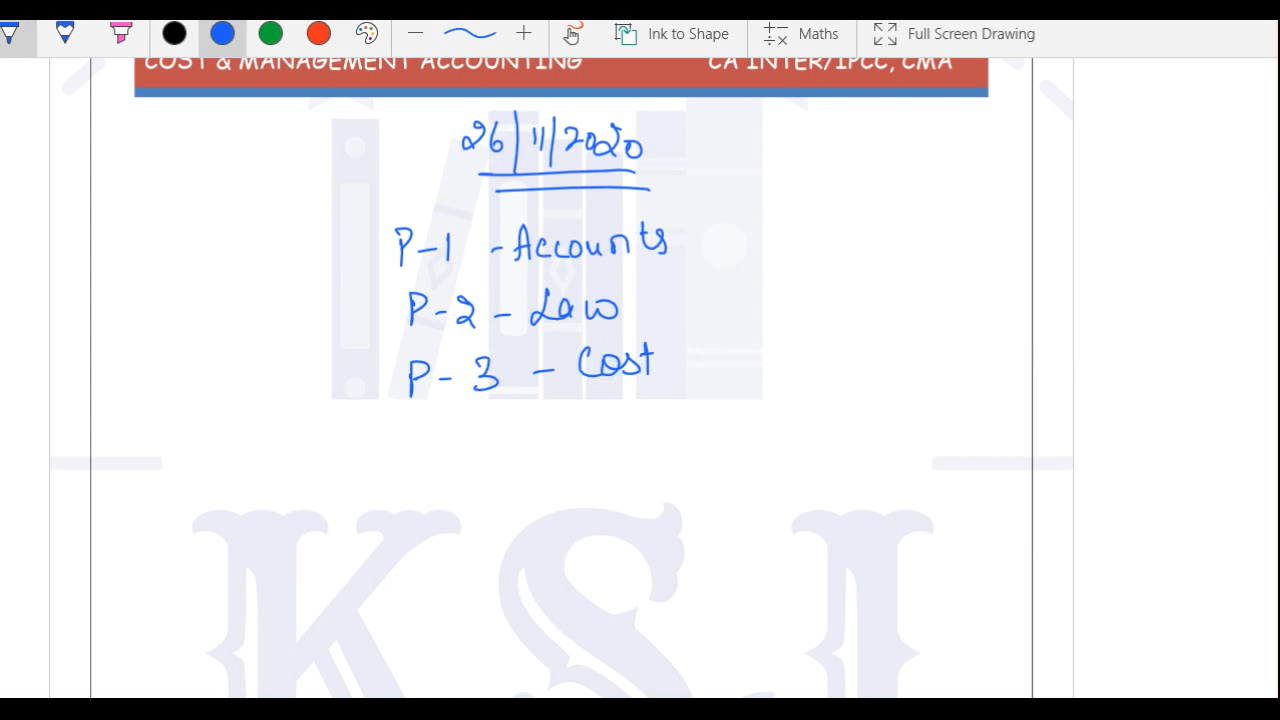 Ink to Shape Maths Full Screen Drawing
COST & MANAGEMENT ACCOUNTING CA INTER/IPCC, CMA
26/11/2020
P-1 - Accounts
P-2 - Law
P-3 - Cost
KSJ